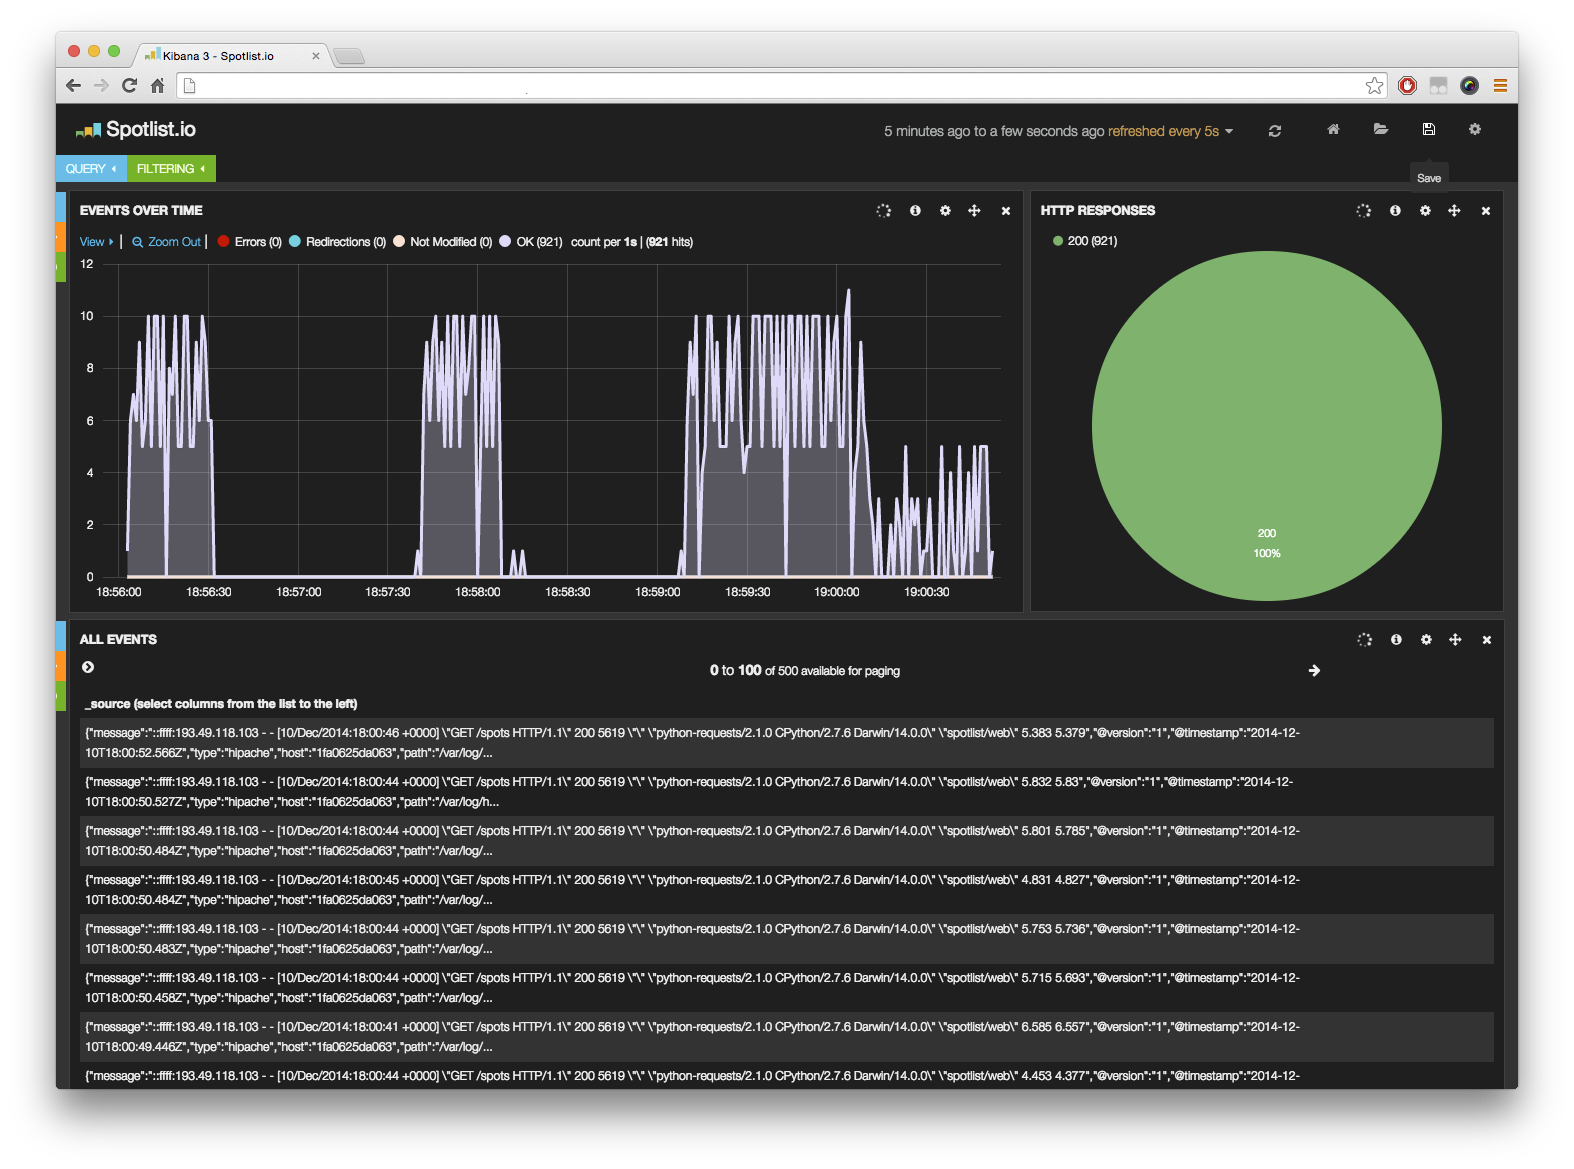 Kibana 3 - Spotlist.io
Spotlist.io
5 minutes ago to a few seconds ago refreshed every 5s
QUERY FILTERING
Save
EVENTS OVER TIME
View | Zoom Out | Errors (0) Redirections (0) Not Modified (0) OK (921) count per 1s | (921 hits)
12
10
8
6
4
2
0
18:56:00 18:56:30 18:57:00 18:57:30 18:58:00 18:58:30 18:59:00 18:59:30 19:00:00 19:00:30
HTTP RESPONSES
200 (921)
200
100%
ALL EVENTS
0 to 100 of 500 available for paging
_source (select columns from the list to the left)
{"message":"::ffff:193.49.118.103 - - [10/Dec/2014:18:00:46 +0000] \"GET /spots HTTP/1.1\" 200 5619 \"\" \"python-requests/2.1.0 CPython/2.7.6 Darwin/14.0.0\" \"spotlist/web\" 5.383 5.379","@version":"1","@timestamp":"2014-12-
10T18:00:52.566Z","type":"hipache","host":"1fa0625da063","path":"/var/log/...
{"message":"::ffff:193.49.118.103 - - [10/Dec/2014:18:00:44 +0000] \"GET /spots HTTP/1.1\" 200 5619 \"\" \"python-requests/2.1.0 CPython/2.7.6 Darwin/14.0.0\" \"spotlist/web\" 5.832 5.83","@version":"1","@timestamp":"2014-12-
10T18:00:50.527Z","type":"hipache","host":"1fa0625da063","path":"/var/log/h...
{"message":"::ffff:193.49.118.103 - - [10/Dec/2014:18:00:44 +0000] \"GET /spots HTTP/1.1\" 200 5619 \"\" \"python-requests/2.1.0 CPython/2.7.6 Darwin/14.0.0\" \"spotlist/web\" 5.801 5.785","@version":"1","@timestamp":"2014-12-
10T18:00:50.484Z","type":"hipache","host":"1fa0625da063","path":"/var/log/...
{"message":"::ffff:193.49.118.103 - - [10/Dec/2014:18:00:45 +0000] \"GET /spots HTTP/1.1\" 200 5619 \"\" \"python-requests/2.1.0 CPython/2.7.6 Darwin/14.0.0\" \"spotlist/web\" 4.831 4.827","@version":"1","@timestamp":"2014-12-
10T18:00:50.484Z","type":"hipache","host":"1fa0625da063","path":"/var/log/...
{"message":"::ffff:193.49.118.103 - - [10/Dec/2014:18:00:44 +0000] \"GET /spots HTTP/1.1\" 200 5619 \"\" \"python-requests/2.1.0 CPython/2.7.6 Darwin/14.0.0\" \"spotlist/web\" 5.753 5.736","@version":"1","@timestamp":"2014-12-
10T18:00:50.483Z","type":"hipache","host":"1fa0625da063","path":"/var/log/...
{"message":"::ffff:193.49.118.103 - - [10/Dec/2014:18:00:44 +0000] \"GET /spots HTTP/1.1\" 200 5619 \"\" \"python-requests/2.1.0 CPython/2.7.6 Darwin/14.0.0\" \"spotlist/web\" 5.715 5.693","@version":"1","@timestamp":"2014-12-
10T18:00:50.458Z","type":"hipache","host":"1fa0625da063","path":"/var/log/...
{"message":"::ffff:193.49.118.103 - - [10/Dec/2014:18:00:41 +0000] \"GET /spots HTTP/1.1\" 200 5619 \"\" \"python-requests/2.1.0 CPython/2.7.6 Darwin/14.0.0\" \"spotlist/web\" 6.585 6.557","@version":"1","@timestamp":"2014-12-
10T18:00:49.446Z","type":"hipache","host":"1fa0625da063","path":"/var/log/...
{"message":"::ffff:193.49.118.103 - - [10/Dec/2014:18:00:44 +0000] \"GET /spots HTTP/1.1\" 200 5619 \"\" \"python-requests/2.1.0 CPython/2.7.6 Darwin/14.0.0\" \"spotlist/web\" 4.453 4.377","@version":"1","@timestamp":"2014-12-